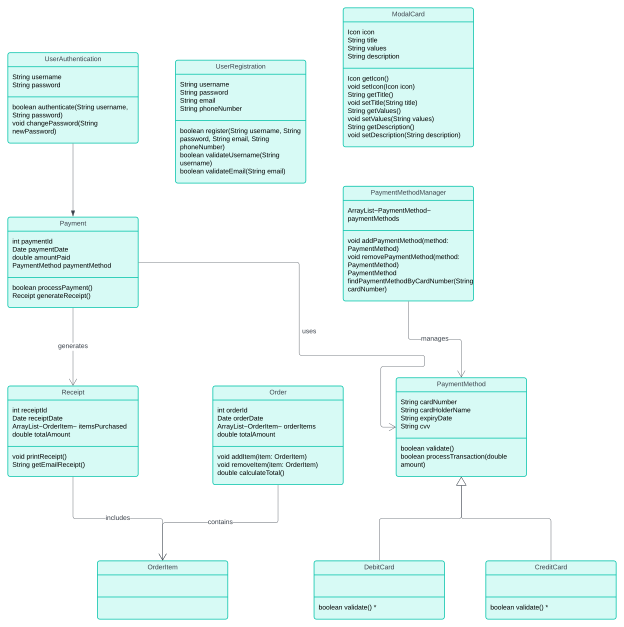 ModalCard
Icon icon
String title
String values
String description
Icon getIcon()
void setIcon(Icon icon)
String getTitle()
void setTitle(String title)
String getValues()
void setValues(String values)
String getDescription()
void setDescription(String description)
UserAuthentication
String username
String password
boolean authenticate(String username,
String password)
void changePassword(String
newPassword)
UserRegistration
String username
String password
String email
String phoneNumber
boolean register(String username, String
password, String email, String
phoneNumber)
boolean validateUsername(String
username)
boolean validateEmail(String email)
PaymentMethodManager
ArrayList~PaymentMethod~
paymentMethods
void addPaymentMethod(method:
PaymentMethod)
void removePaymentMethod(method:
PaymentMethod)
PaymentMethod
findPaymentMethodByCardNumber(String
cardNumber)
Payment
int paymentId
Date paymentDate
double amountPaid
PaymentMethod paymentMethod
boolean processPayment()
Receipt generateReceipt()
uses
manages
generates
Receipt
int receiptId
Date receiptDate
ArrayList~OrderItem~ itemsPurchased
double totalAmount
void printReceipt()
String getEmailReceipt()
Order
int orderId
Date orderDate
ArrayList~OrderItem~ orderItems
double totalAmount
void addItem(item: OrderItem)
void removeItem(item: OrderItem)
double calculateTotal()
PaymentMethod
String cardNumber
String cardHolderName
String expiryDate
String cvv
boolean validate()
boolean processTransaction(double
amount)
includes
contains
OrderItem
DebitCard
boolean validate() *
CreditCard
boolean validate() *